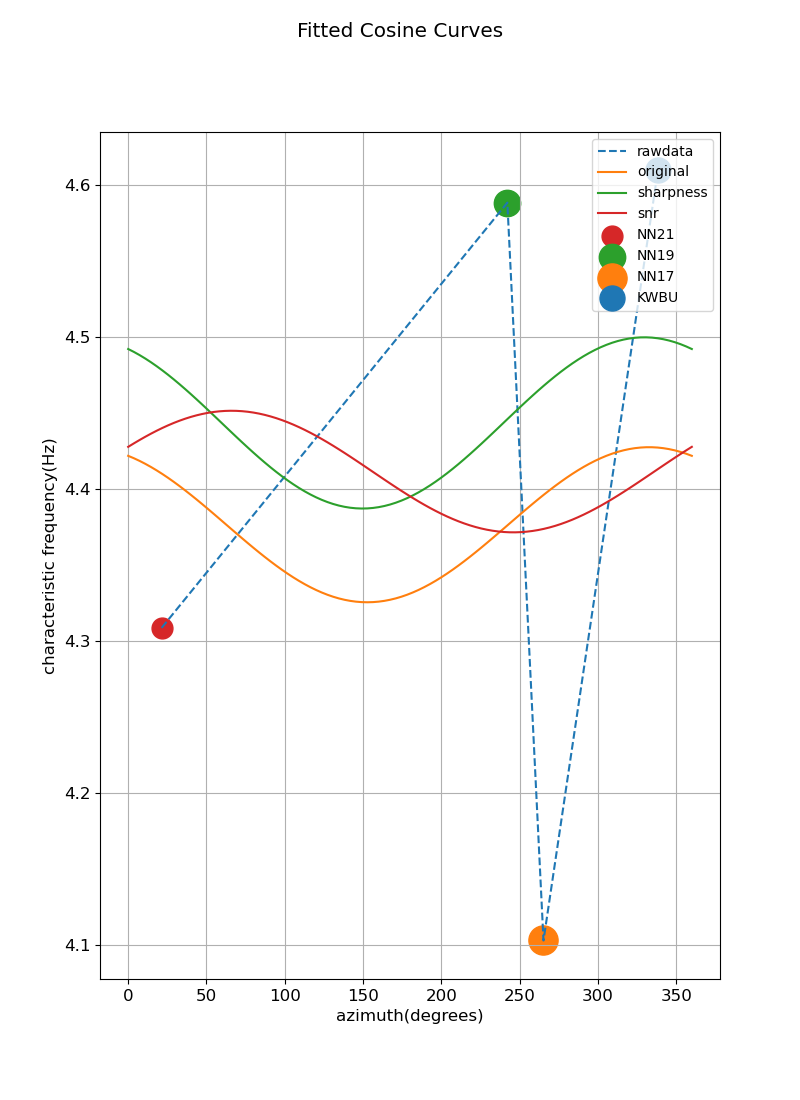 Fitted Cosine Curves
rawdata
original
sharpness
snr
NN21
NN19
NN17
KWBU
characteristic frequency(Hz)
4.6
4.5
4.4
4.3
4.2
4.1
0 50 100 150 200 250 300 350
azimuth(degrees)